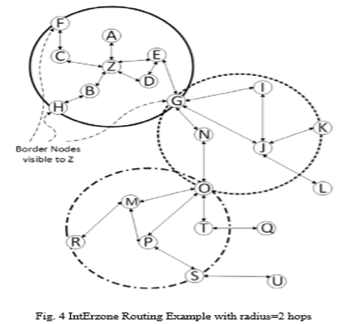 F
A
C
Z
E
D
B
H
G
I
Border Nodes
visible to Z
N
J
K
L
O
M
T
Q
R
P
S
U
Fig. 4 IntErzone Routing Example with radius=2 hops